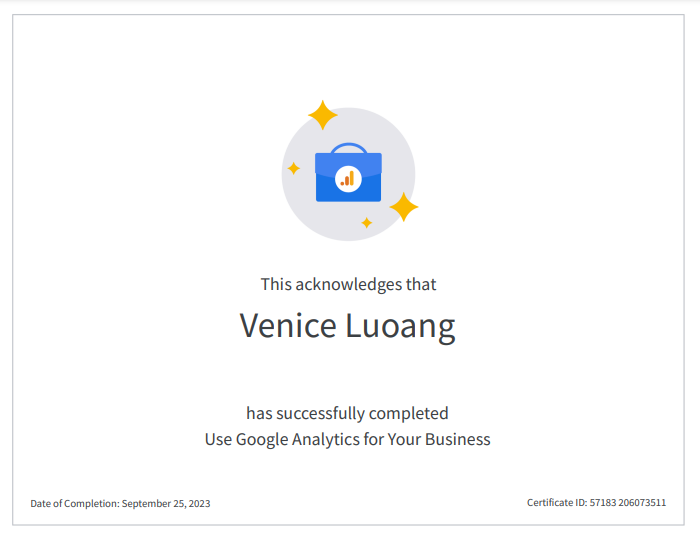 This acknowledges that
Venice Luoang
has successfully completed
Use Google Analytics for Your Business
Date of Completion: September 25, 2023
Certificate ID: 57183 206073511